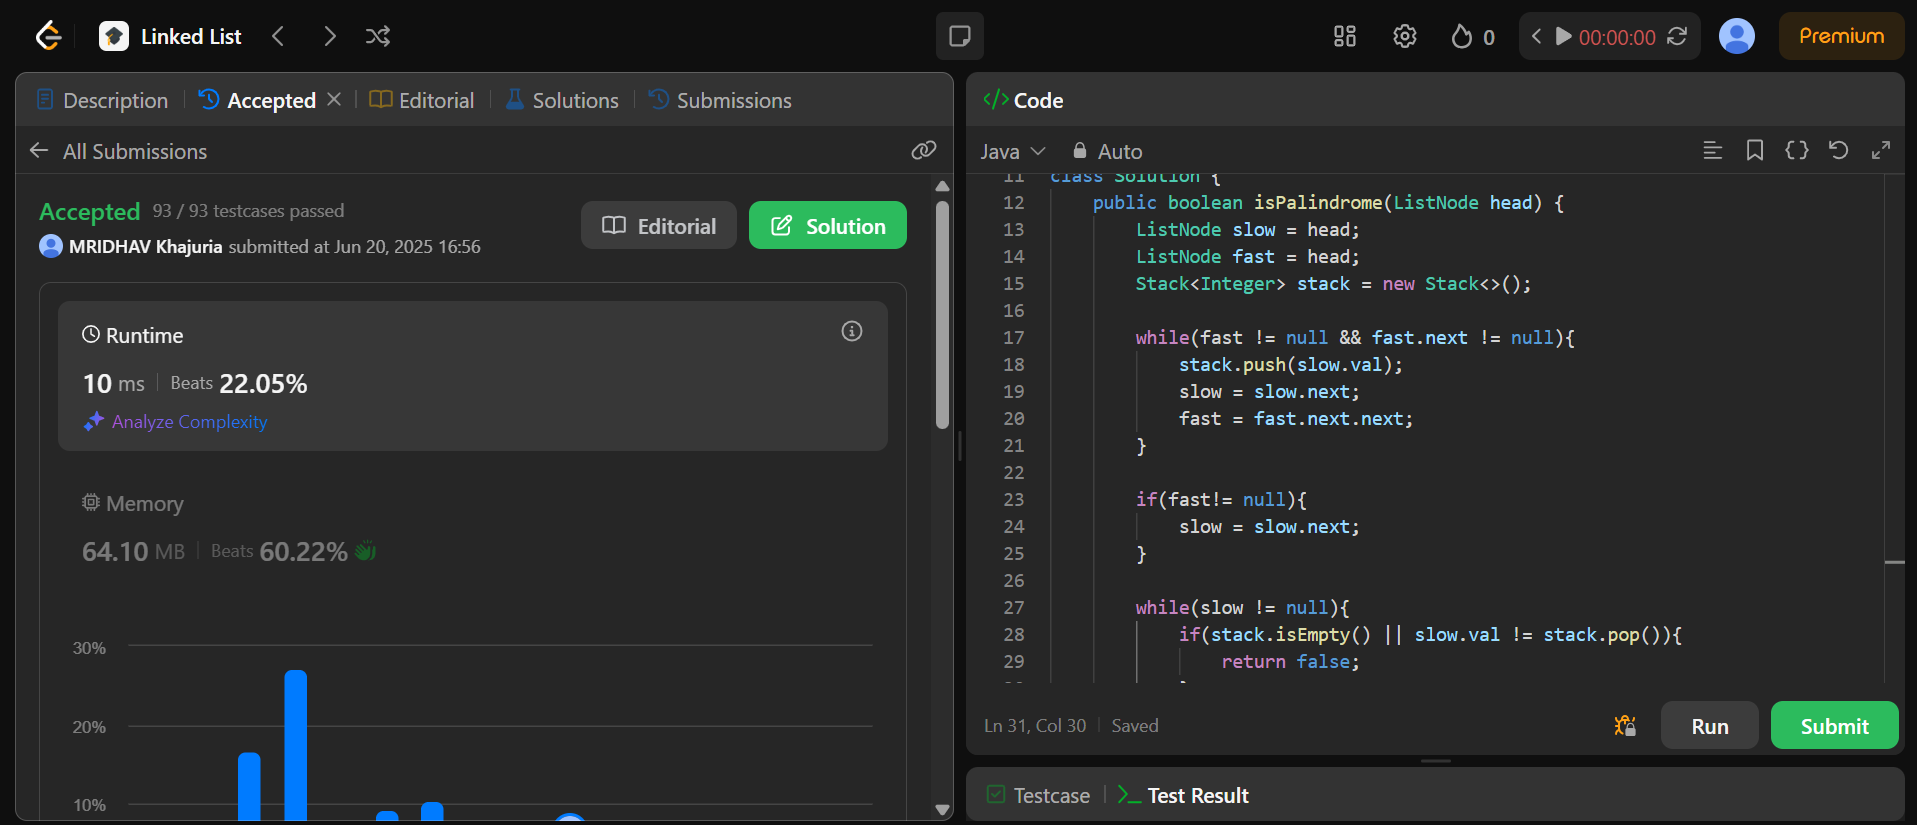 Linked List
0
00:00:00
Premium
Description
Accepted
Editorial
Solutions
Submissions
All Submissions
Accepted 93 / 93 testcases passed
MRIDHAV Khajuria submitted at Jun 20, 2025 16:56
Editorial
Solution
Runtime
10 ms Beats 22.05%
Analyze Complexity
Memory
64.10 MB Beats 60.22%
30%
20%
10%
</> Code
Java
Auto
11 class Solution {
12 public boolean isPalindrome(ListNode head) {
13 ListNode slow = head;
14 ListNode fast = head;
15 Stack<Integer> stack = new Stack<>();
16
17 while(fast != null && fast.next != null){
18 stack.push(slow.val);
19 slow = slow.next;
20 fast = fast.next.next;
21 }
22
23 if(fast!= null){
24 slow = slow.next;
25 }
26
27 while(slow != null){
28 if(stack.isEmpty() || slow.val != stack.pop()){
29 return false;
Ln 31, Col 30 Saved
Run
Submit
Testcase
Test Result